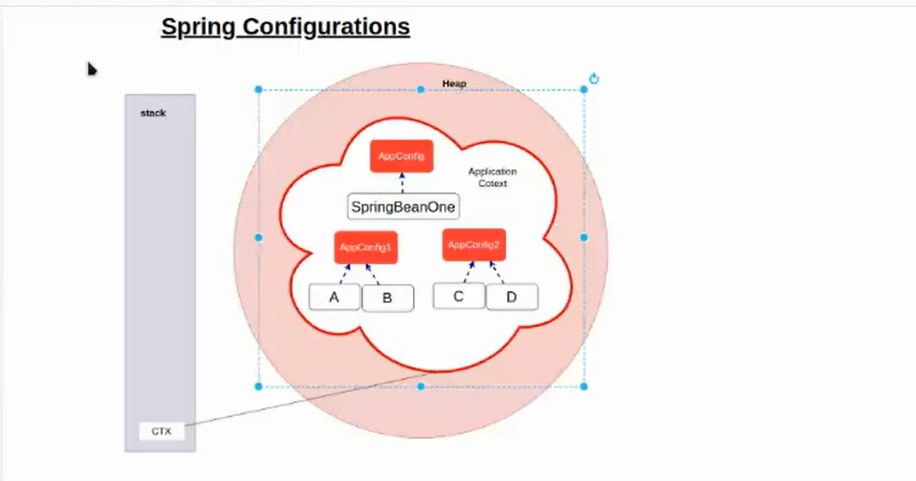 Spring Configurations
Heap
stack
AppConfig
Application
Cotext
SpringBeanOne
AppConfig1
AppConfig2
A
B
C
D
CTX